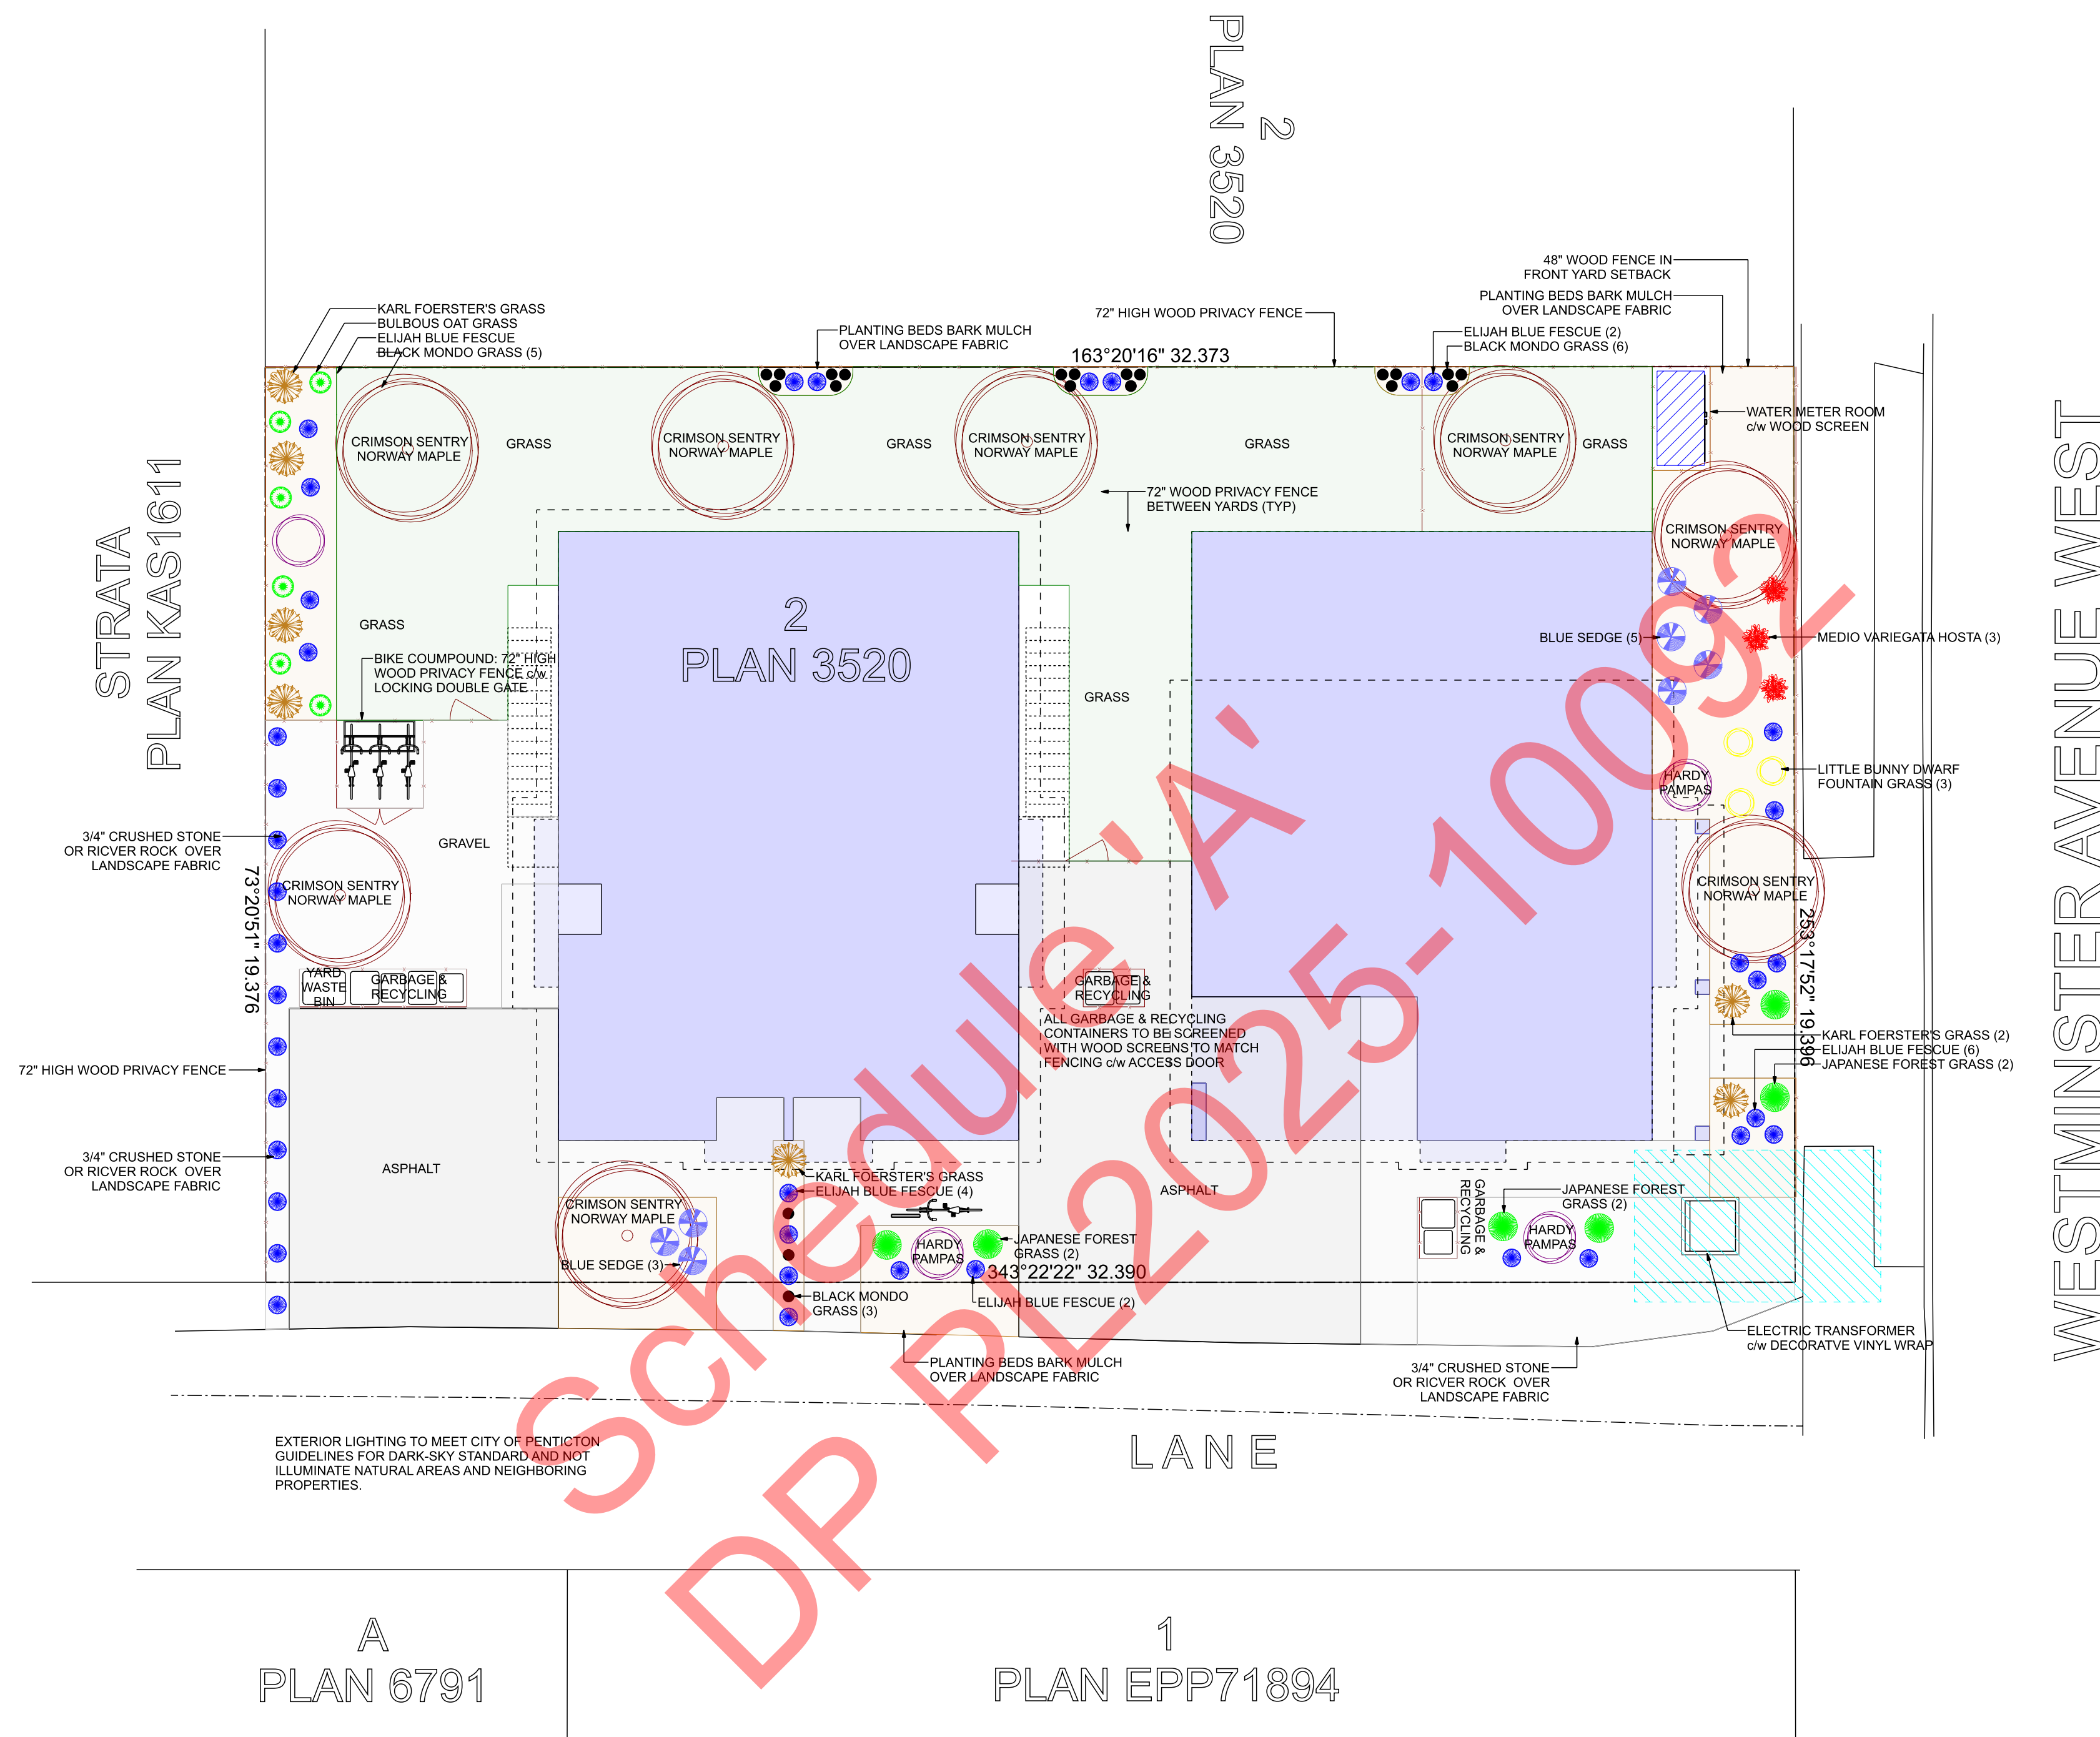 2
PLAN 3520
48" WOOD FENCE IN
FRONT YARD SETBACK
PLANTING BEDS BARK MULCH
OVER LANDSCAPE FABRIC
KARL FOERSTER'S GRASS
BULBOUS OAT GRASS
ELIJAH BLUE FESCUE
BLACK MONDO GRASS (5)
PLANTING BEDS BARK MULCH
OVER LANDSCAPE FABRIC
72" HIGH WOOD PRIVACY FENCE
ELIJAH BLUE FESCUE (2)
BLACK MONDO GRASS (6)
163°20'16" 32.373
WATER METER ROOM
c/w WOOD SCREEN
CRIMSON SENTRY
NORWAY MAPLE
GRASS
CRIMSON SENTRY
NORWAY MAPLE
GRASS
CRIMSON SENTRY
NORWAY MAPLE
GRASS
CRIMSON SENTRY
NORWAY MAPLE
GRASS
72" WOOD PRIVACY FENCE
BETWEEN YARDS (TYP)
CRIMSON SENTRY
NORWAY MAPLE
STRATA
PLAN KAS1611
WESTMINSTER AVENUE WEST
2
PLAN 3520
GRASS
BIKE COUMPOUND: 72" HIGH
WOOD PRIVACY FENCE c/w
LOCKING DOUBLE GATE
GRASS
BLUE SEDGE (5)
MEDIO VARIEGATA HOSTA (3)
HARDY
PAMPAS
LITTLE BUNNY DWARF
FOUNTAIN GRASS (3)
3/4" CRUSHED STONE
OR RICVER ROCK OVER
LANDSCAPE FABRIC
GRAVEL
73°20'51" 19.376
CRIMSON SENTRY
NORWAY MAPLE
CRIMSON SENTRY
NORWAY MAPLE
253°17'52" 19.396
YARD
WASTE
BIN
GARBAGE &
RECYCLING
GARBAGE &
RECYCLING
ALL GARBAGE & RECYCLING
CONTAINERS TO BE SCREENED
WITH WOOD SCREENS TO MATCH
FENCING c/w ACCESS DOOR
KARL FOERSTER'S GRASS (2)
ELIJAH BLUE FESCUE (6)
JAPANESE FOREST GRASS (2)
72" HIGH WOOD PRIVACY FENCE
3/4" CRUSHED STONE
OR RICVER ROCK OVER
LANDSCAPE FABRIC
ASPHALT
CRIMSON SENTRY
NORWAY MAPLE
BLUE SEDGE (3)
KARL FOERSTER'S GRASS
ELIJAH BLUE FESCUE (4)
HARDY
PAMPAS
JAPANESE FOREST
GRASS (2)
ASPHALT
GARBAGE &
RECYCLING
JAPANESE FOREST
GRASS (2)
HARDY
PAMPAS
343°22'22" 32.390
BLACK MONDO
GRASS (3)
ELIJAH BLUE FESCUE (2)
PLANTING BEDS BARK MULCH
OVER LANDSCAPE FABRIC
3/4" CRUSHED STONE
OR RICVER ROCK OVER
LANDSCAPE FABRIC
ELECTRIC TRANSFORMER
c/w DECORATVE VINYL WRAP
EXTERIOR LIGHTING TO MEET CITY OF PENTICTON
GUIDELINES FOR DARK-SKY STANDARD AND NOT
ILLUMINATE NATURAL AREAS AND NEIGHBORING
PROPERTIES.
LANE
A
PLAN 6791
1
PLAN EPP71894
Schedule 'A'
DP PL2025-10092